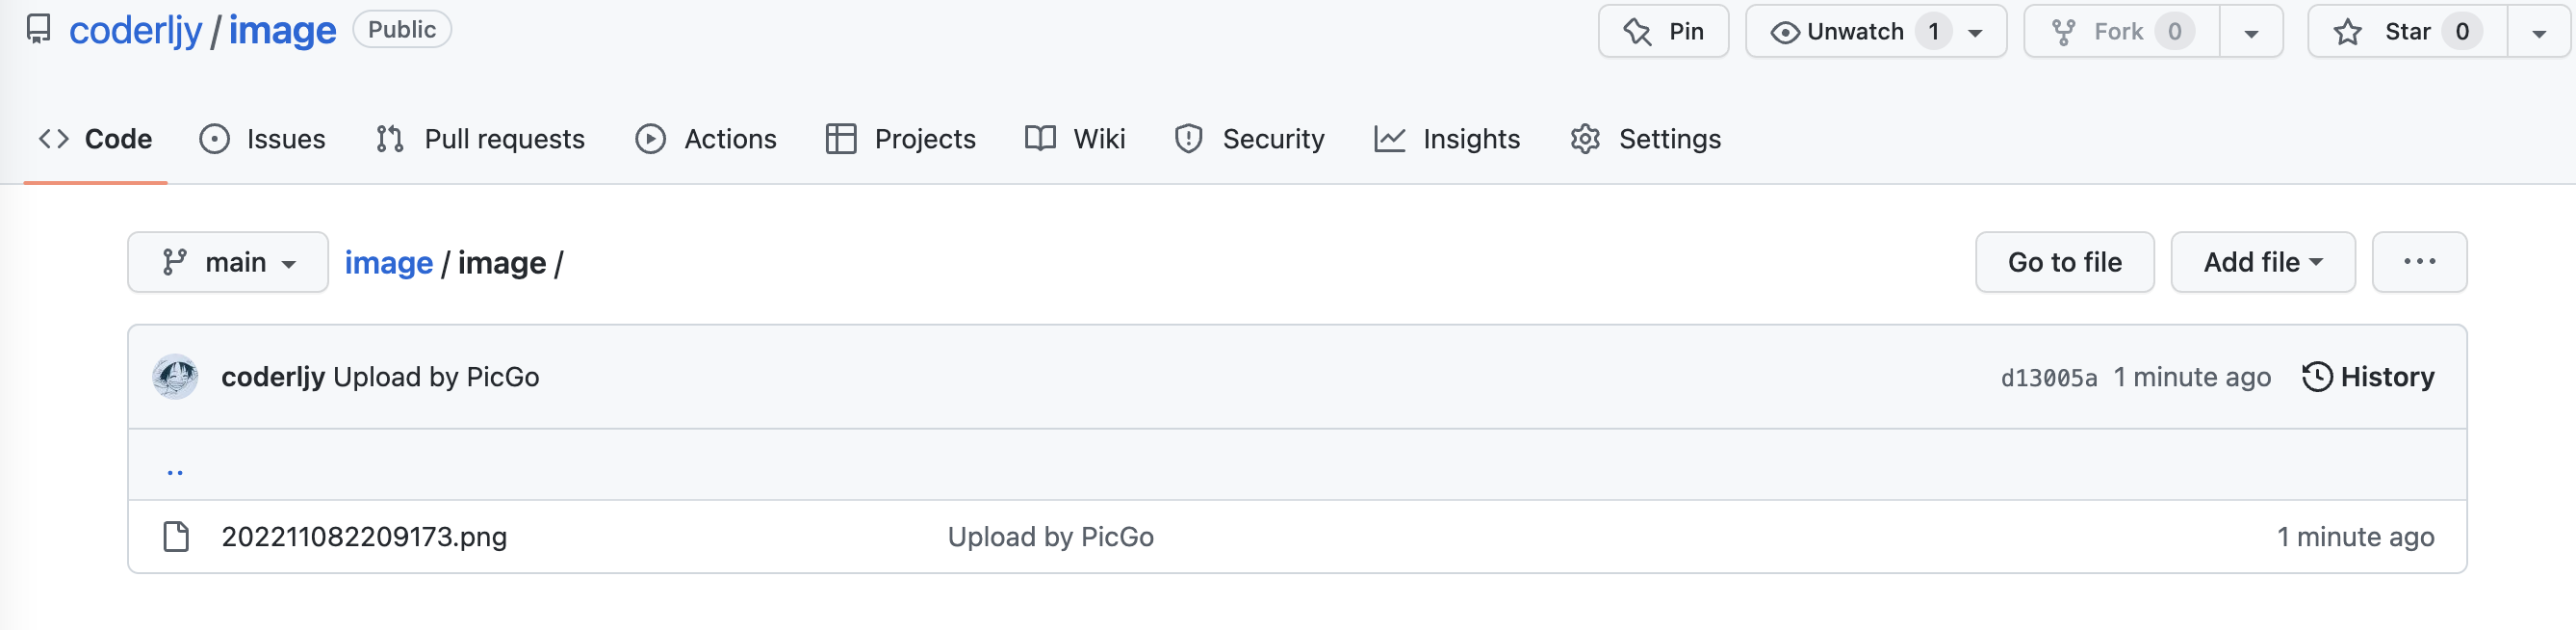 coderljy / image Public Pin Unwatch 1 Fork 0 Star 0
Code Issues Pull requests Actions Projects Wiki Security Insights Settings
main image / image / Go to file Add file ...
coderljy Upload by PicGo d13005a 1 minute ago History
..
202211082209173.png Upload by PicGo 1 minute ago